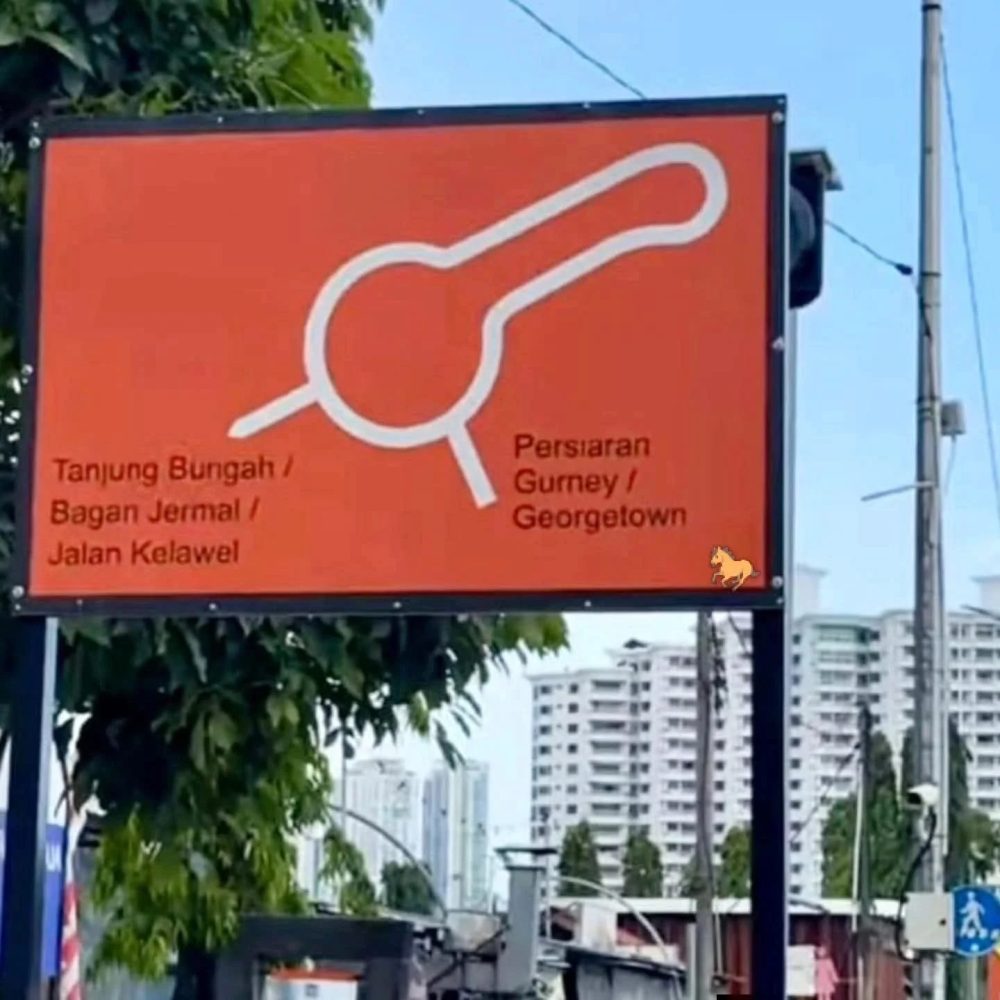 Tanjung Bungah /
Bagan Jermal /
Jalan Kelawei
Persiaran
Gurney /
Georgetown